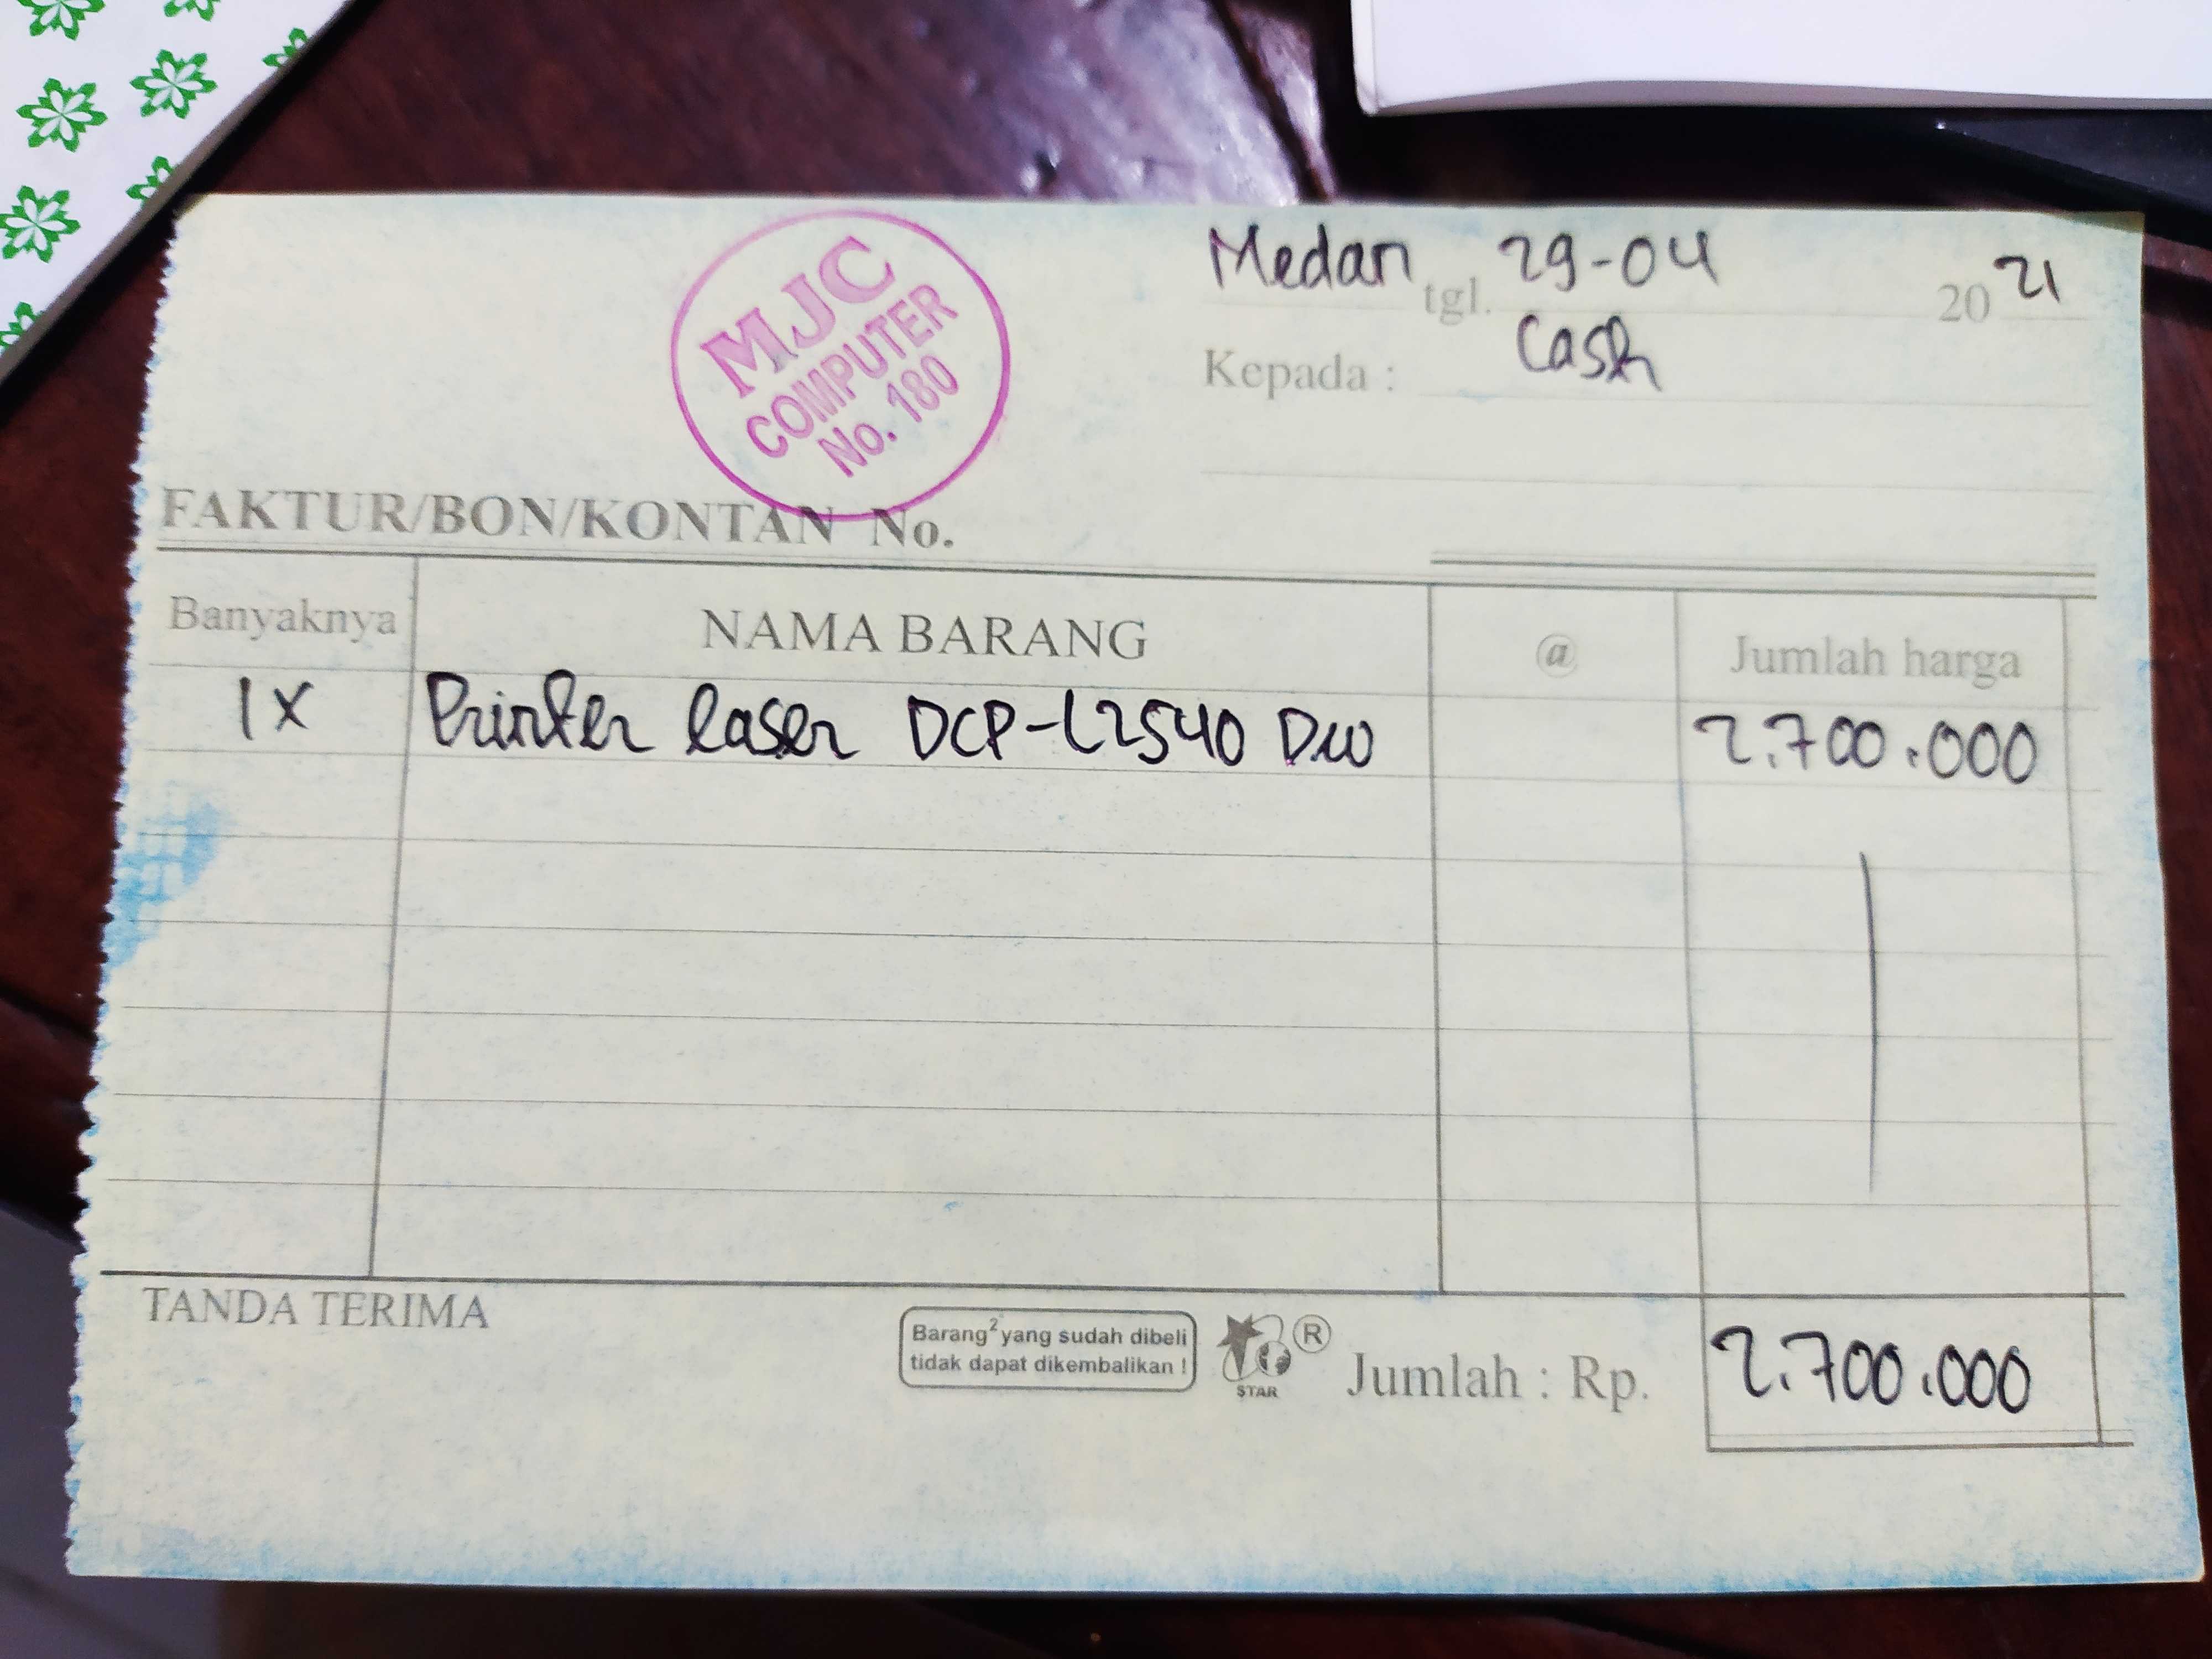 MJC
COMPUTER
No. 180
Medan tgl. 29-04 2021
Kepada : Cash
FAKTUR/BON/KONTAN No.
Banyaknya NAMA BARANG @ Jumlah harga
1x Printer laser DCP-L2540 Dw 2.700.000
TANDA TERIMA
Barang² yang sudah dibeli
tidak dapat dikembalikan !
STAR ®
Jumlah : Rp. 2.700.000